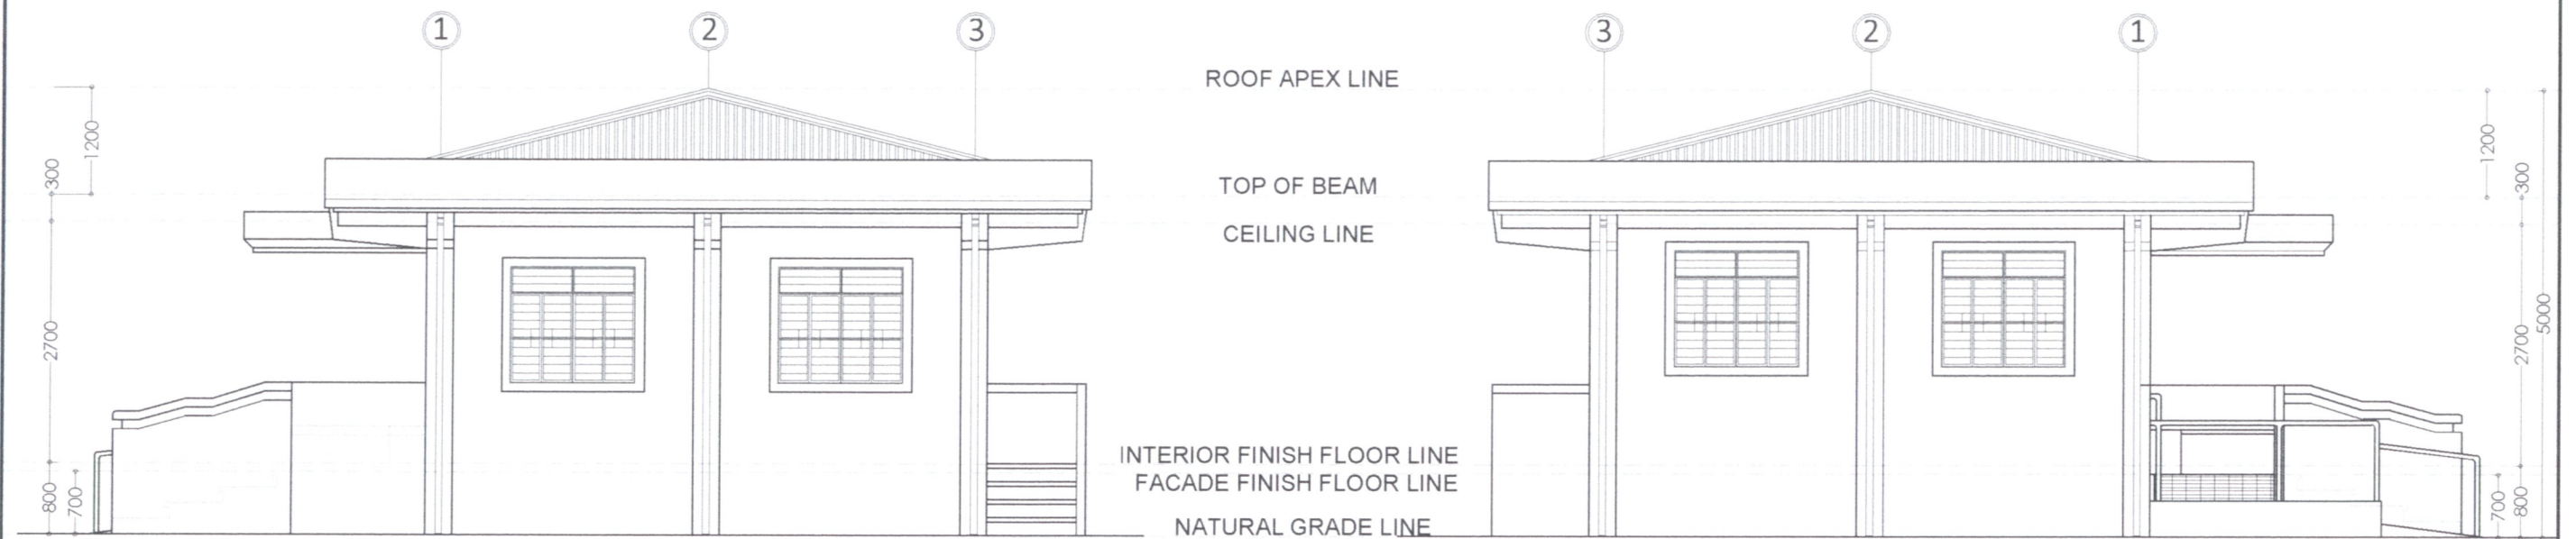 1 2 3 3 2 1
ROOF APEX LINE
1200 1200
300 TOP OF BEAM 300
CEILING LINE
2700 2700 5000
INTERIOR FINISH FLOOR LINE
FACADE FINISH FLOOR LINE
800 700 700 800
NATURAL GRADE LINE